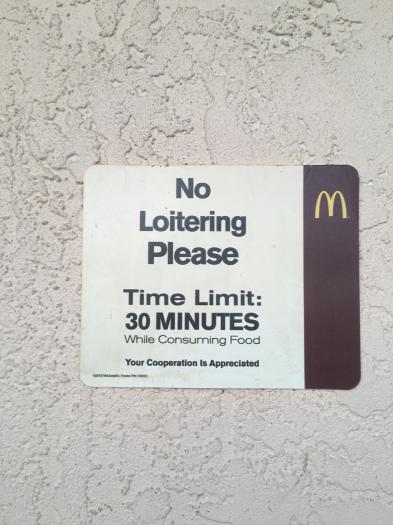 No
Loitering
Please
Time Limit:
30 MINUTES
While Consuming Food
Your Cooperation Is Appreciated